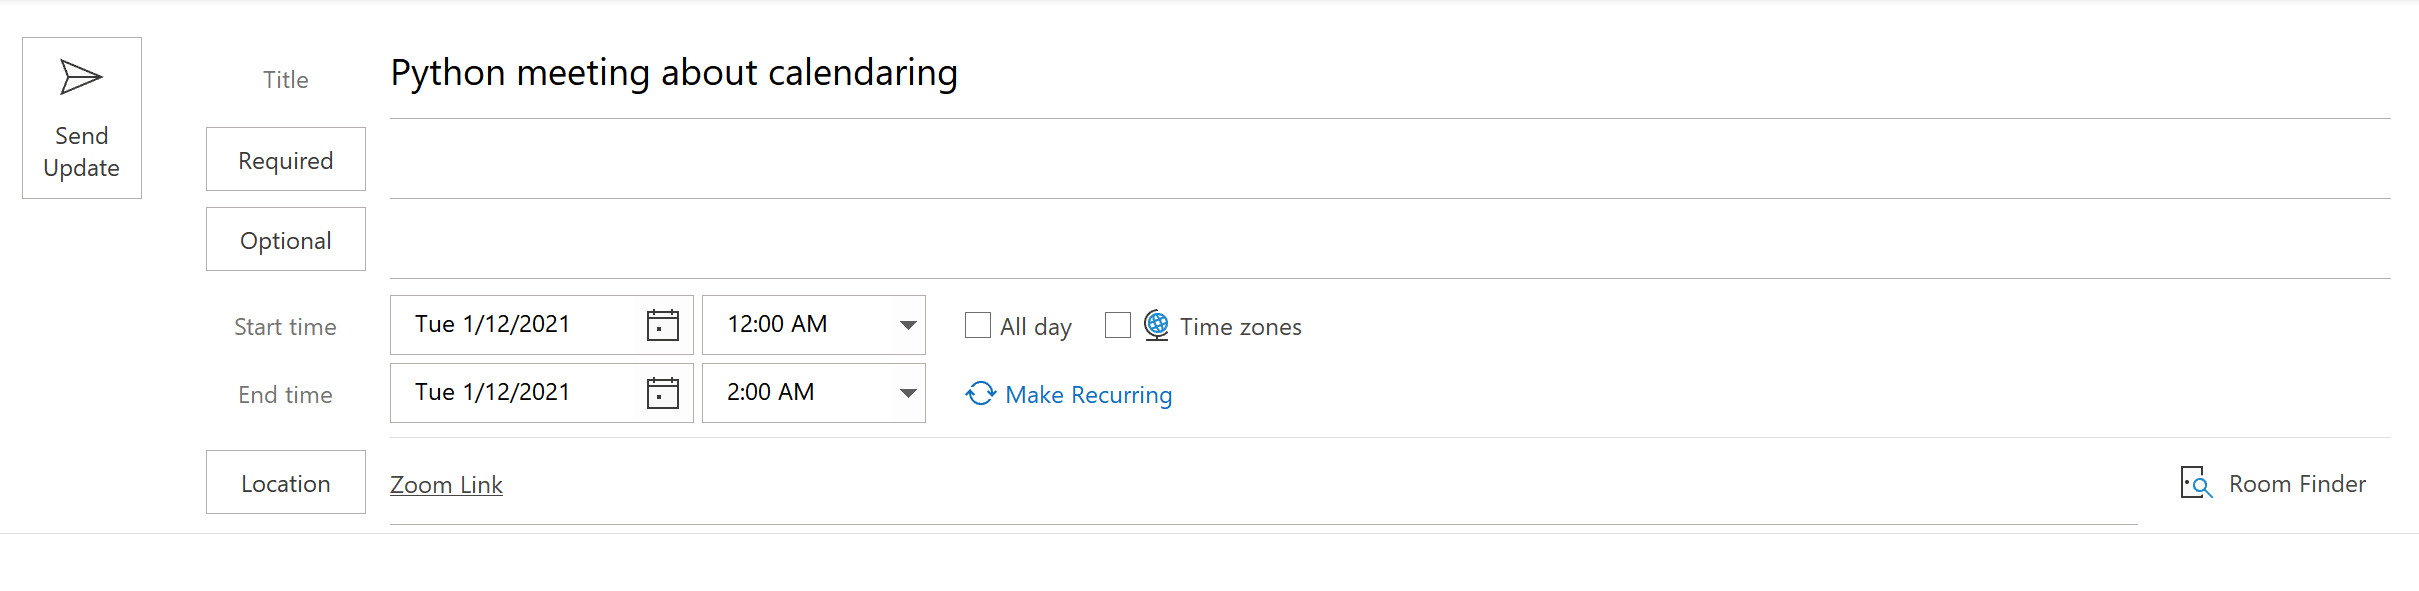 Send
Update
Title
Python meeting about calendaring
Required
Optional
Start time
Tue 1/12/2021
12:00 AM
All day
Time zones
End time
Tue 1/12/2021
2:00 AM
Make Recurring
Location
Zoom Link
Room Finder